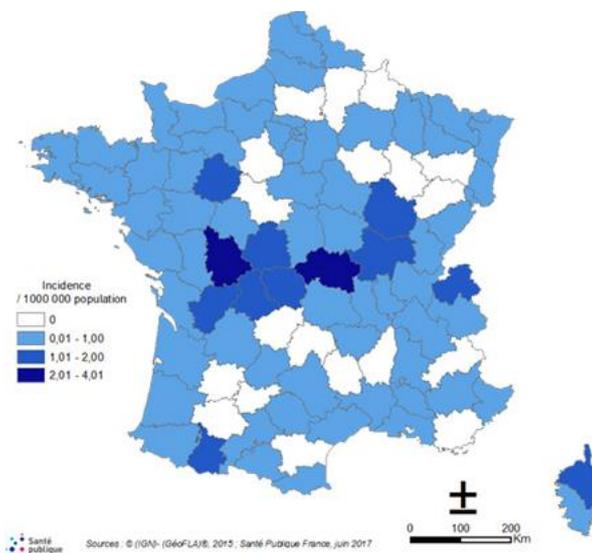 Incidence
/ 1000 000 population
0
0,01 - 1,00
1,01 - 2,00
2,01 - 4,01
±
0 100 200
Km
Santé
publique
Sources : © (IGN)- (GéoFLA)®, 2015 ; Santé Publique France, juin 2017